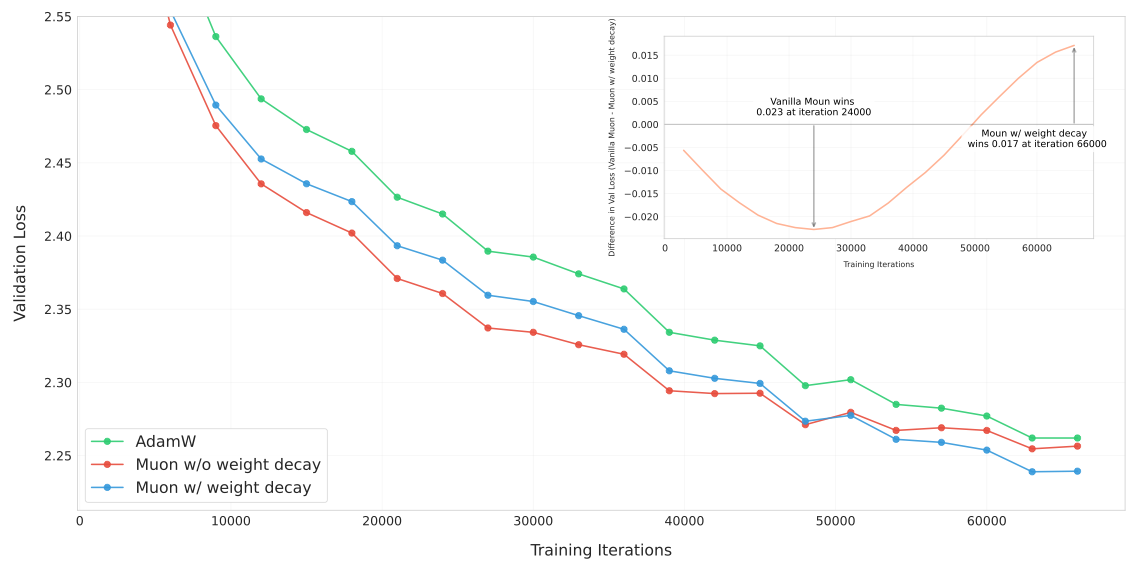 2.55
2.50
2.45
2.40
2.35
2.30
2.25
Validation Loss
0
10000
20000
30000
40000
50000
60000
Training Iterations
AdamW
Muon w/o weight decay
Muon w/ weight decay
Difference in Val Loss (Vanilla Muon - Muon w/ weight decay)
0.015
0.010
0.005
0.000
−0.005
−0.010
−0.015
−0.020
Vanilla Moun wins
0.023 at iteration 24000
Moun w/ weight decay
wins 0.017 at iteration 66000
0
10000
20000
30000
40000
50000
60000
Training Iterations